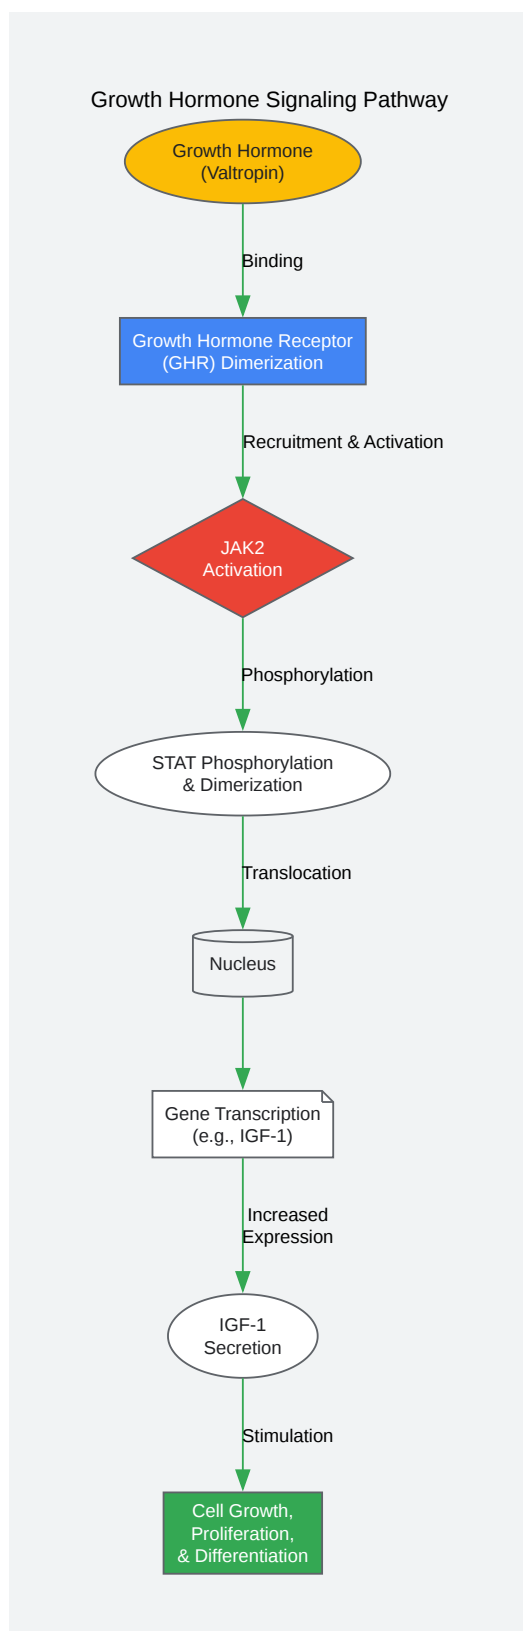 Growth Hormone Signaling Pathway
Growth Hormone
(Valtropin)
Binding
Growth Hormone Receptor
(GHR) Dimerization
Recruitment & Activation
JAK2
Activation
Phosphorylation
STAT Phosphorylation
& Dimerization
Translocation
Nucleus
Gene Transcription
(e.g., IGF-1)
Increased
Expression
IGF-1
Secretion
Stimulation
Cell Growth,
Proliferation,
& Differentiation